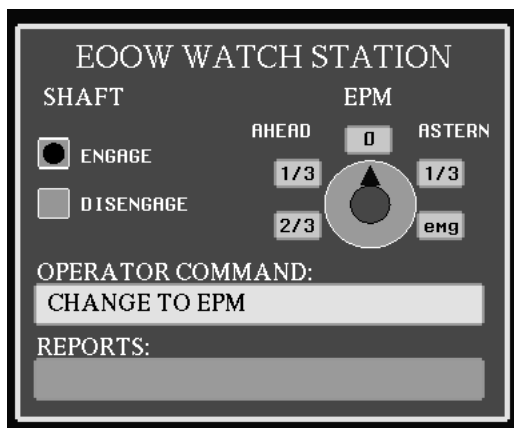 EOOW WATCH STATION
SHAFT
EPM
AHEAD
0
ASTERN
ENGAGE
1/3
1/3
DISENGAGE
2/3
emg
OPERATOR COMMAND:
CHANGE TO EPM
REPORTS: